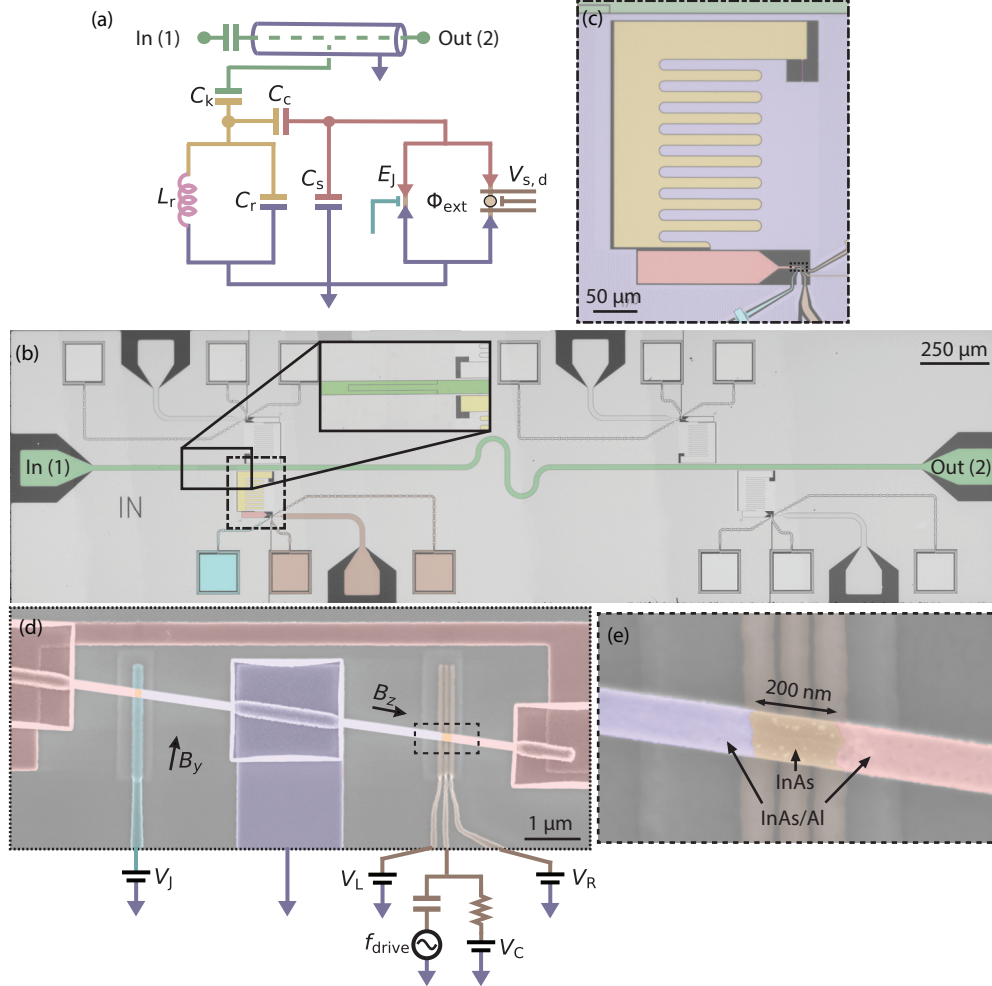 (a)
In (1)
Out (2)
C_k
C_c
L_r
C_r
C_s
E_J
Φ_ext
V_s, d
(c)
50 μm
(b)
250 μm
In (1)
Out (2)
IN
(d)
B_y
B_z
1 μm
V_J
V_L
V_R
f_drive
V_C
(e)
200 nm
InAs
InAs/Al